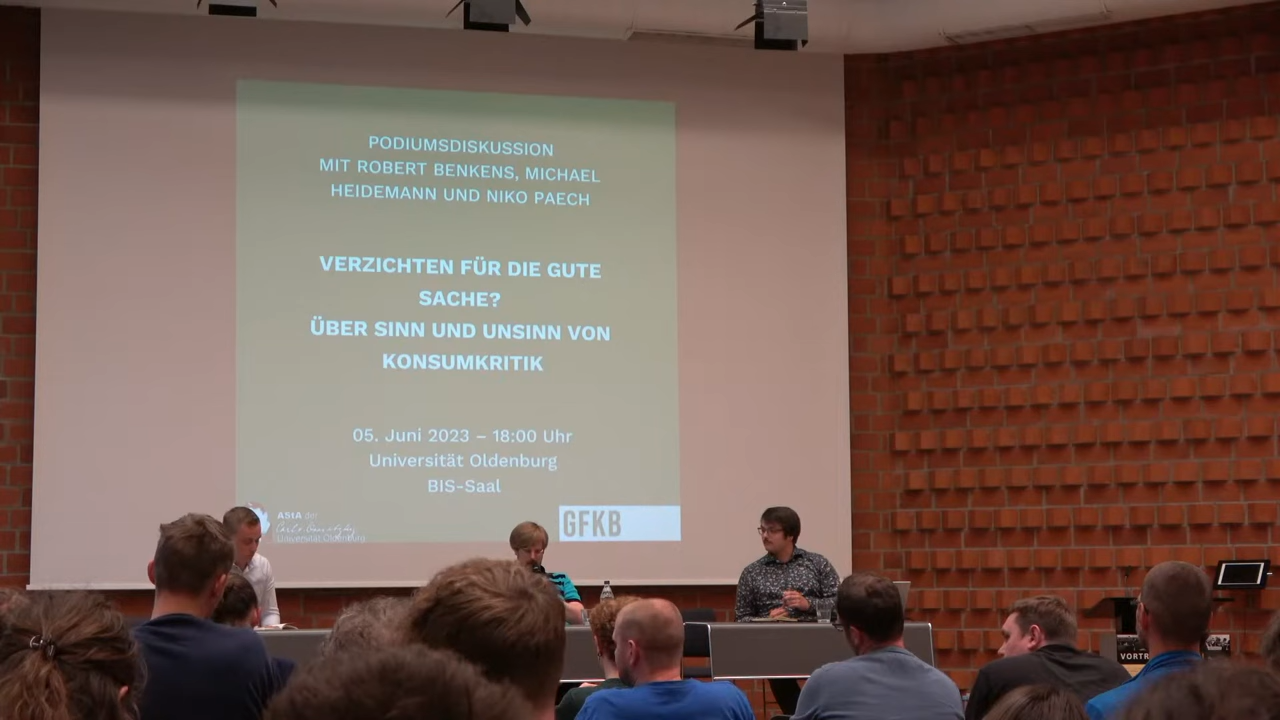 PODIUMSDISKUSSION
MIT ROBERT BENKENS, MICHAEL
HEIDEMANN UND NIKO PAECH
VERZICHTEN FÜR DIE GUTE
SACHE?
ÜBER SINN UND UNSINN VON
KONSUMKRITIK
05. Juni 2023 – 18:00 Uhr
Universität Oldenburg
BIS-Saal
AStA der
Universität Oldenburg
GFKB
VORTR